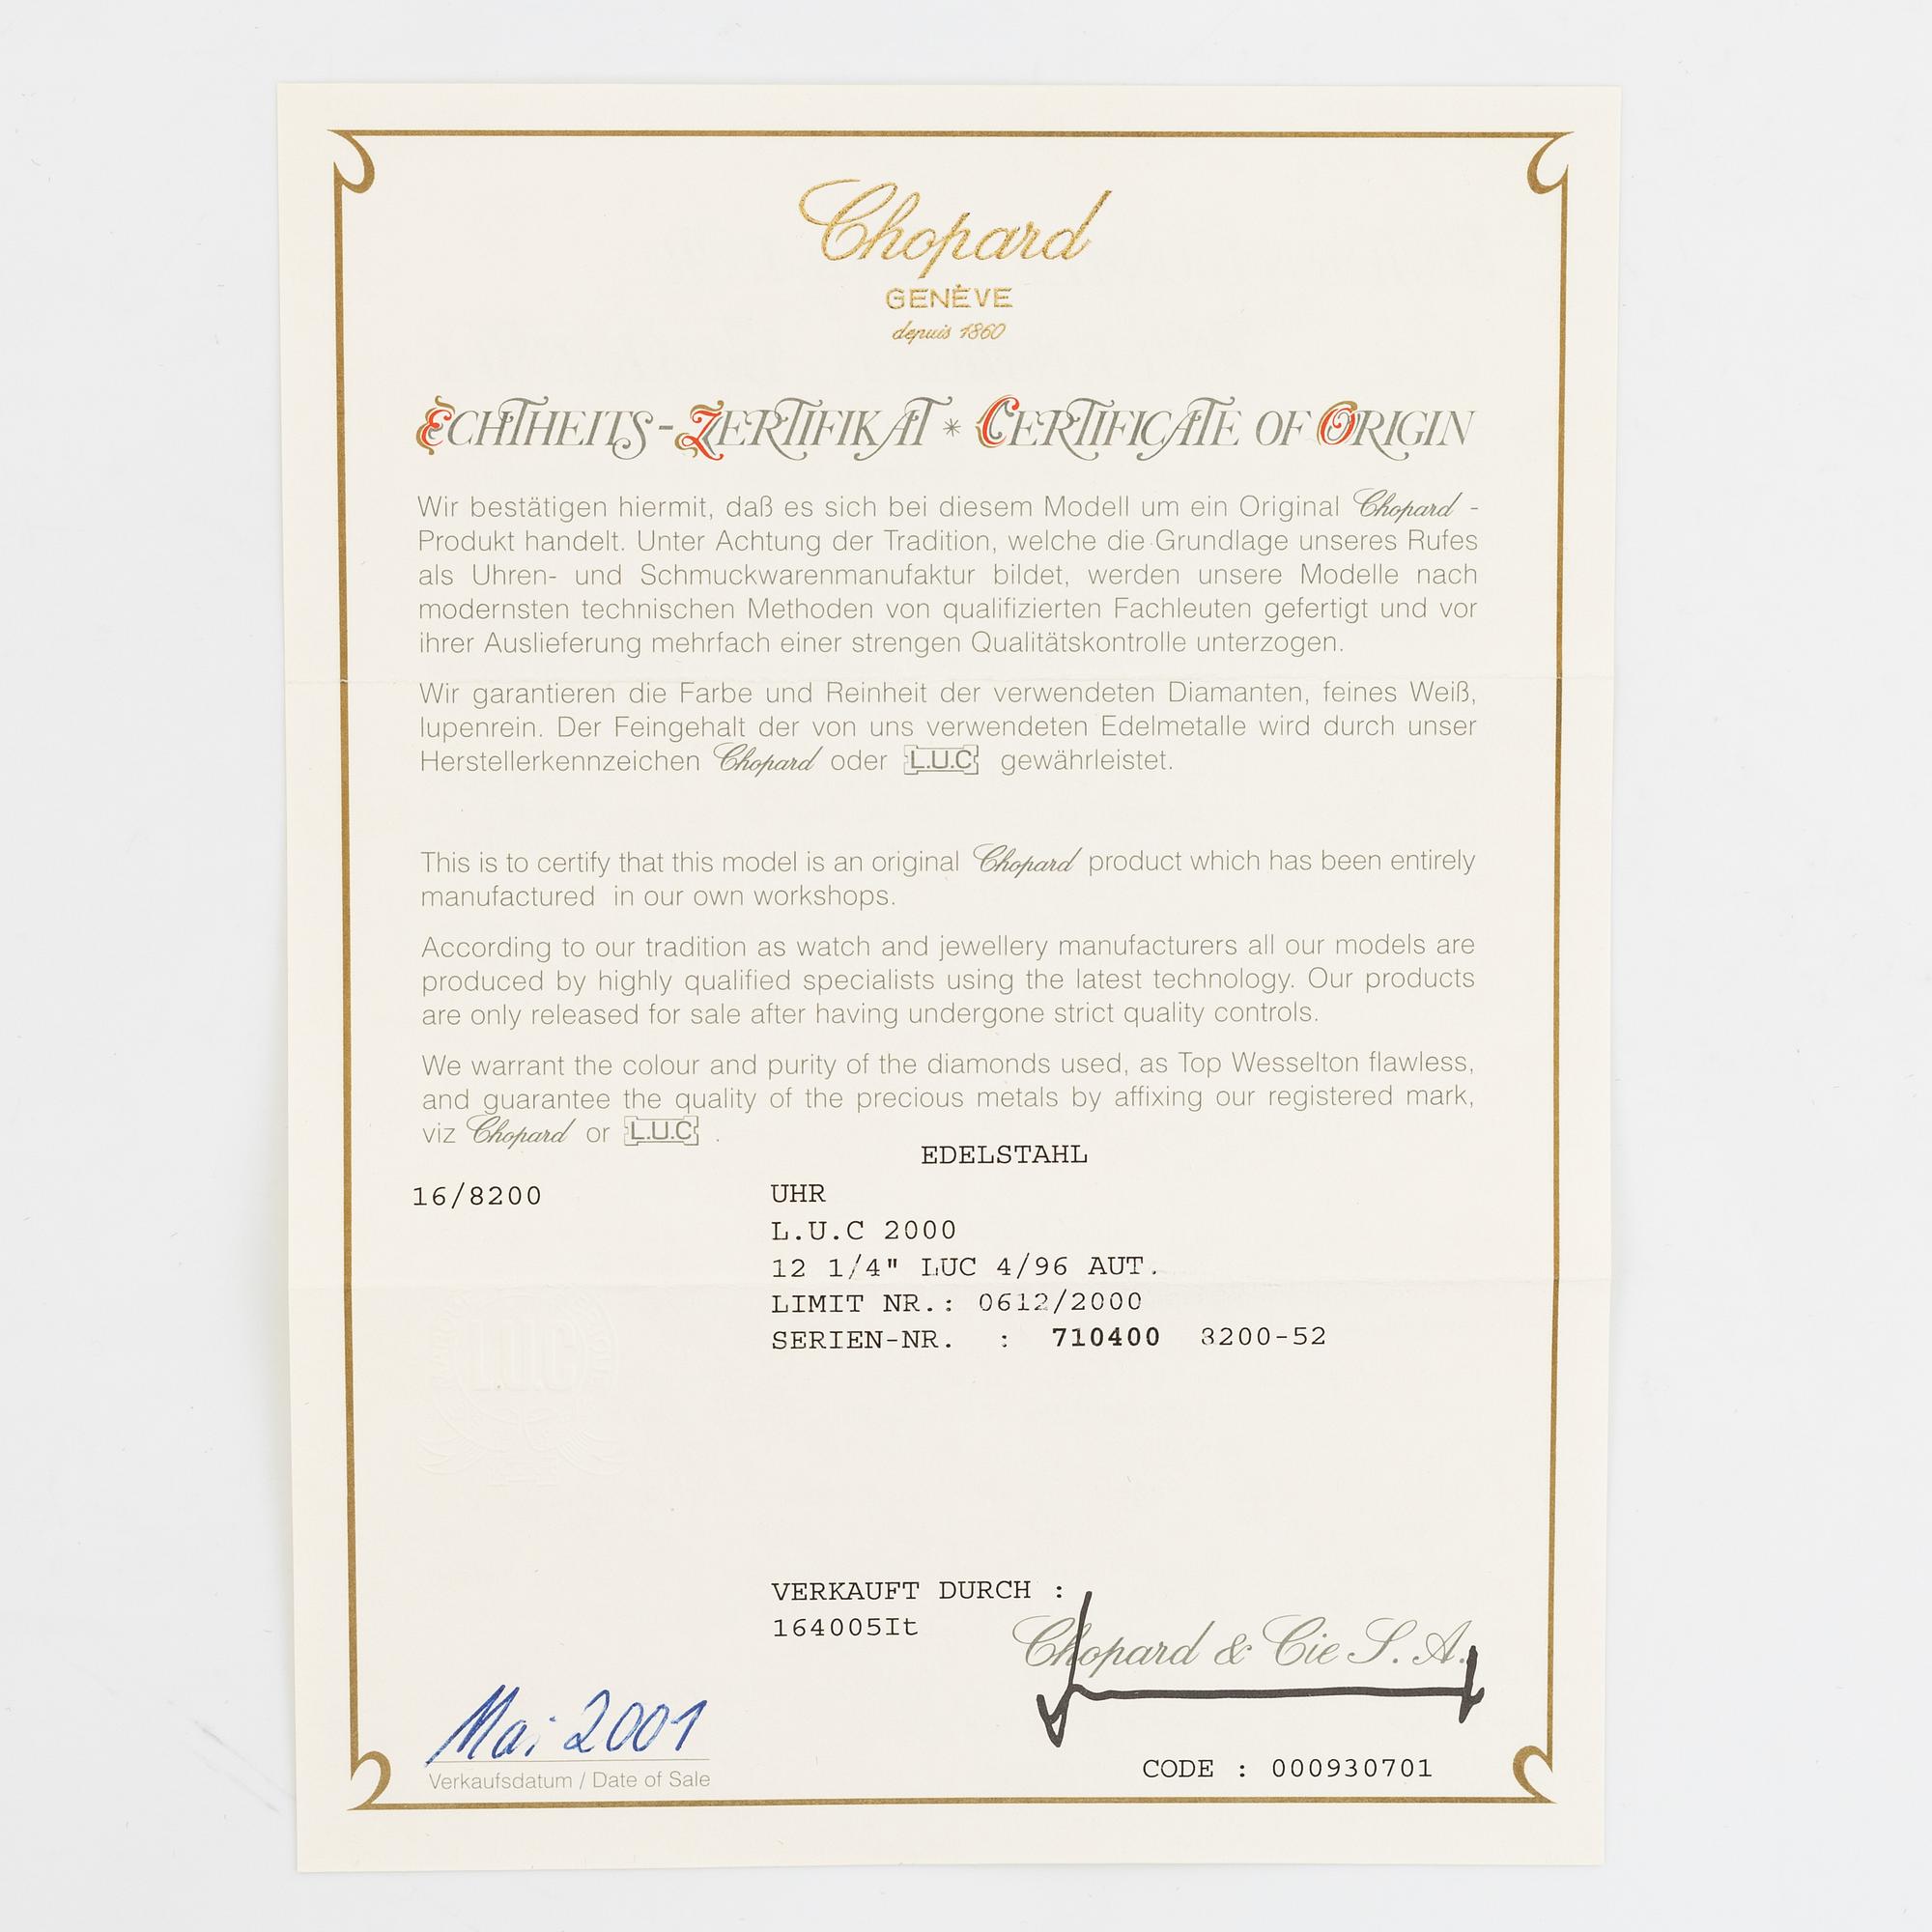 Chopard
GENÈVE
depuis 1860
ECHTHEITS-ZERTIFIKAT * CERTIFICATE OF ORIGIN
Wir bestätigen hiermit, daß es sich bei diesem Modell um ein Original Chopard -
Produkt handelt. Unter Achtung der Tradition, welche die Grundlage unseres Rufes
als Uhren- und Schmuckwarenmanufaktur bildet, werden unsere Modelle nach
modernsten technischen Methoden von qualifizierten Fachleuten gefertigt und vor
ihrer Auslieferung mehrfach einer strengen Qualitätskontrolle unterzogen.
Wir garantieren die Farbe und Reinheit der verwendeten Diamanten, feines Weiß,
lupenrein. Der Feingehalt der von uns verwendeten Edelmetalle wird durch unser
Herstellerkennzeichen Chopard oder L.U.C gewährleistet.
This is to certify that this model is an original Chopard product which has been entirely
manufactured in our own workshops.
According to our tradition as watch and jewellery manufacturers all our models are
produced by highly qualified specialists using the latest technology. Our products
are only released for sale after having undergone strict quality controls.
We warrant the colour and purity of the diamonds used, as Top Wesselton flawless,
and guarantee the quality of the precious metals by affixing our registered mark,
viz Chopard or L.U.C .
EDELSTAHL
16/8200 UHR
L.U.C 2000
12 1/4" LUC 4/96 AUT.
LIMIT NR.: 0612/2000
SERIEN-NR. : 710400 8200-52
L.U.C
VERKAUFT DURCH :
164005It
Chopard & Cie S. A.
Mai 2001
Verkaufsdatum / Date of Sale
CODE : 000930701